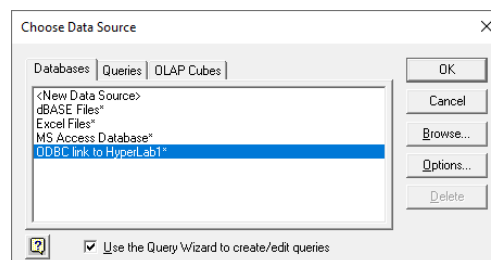 Choose Data Source
Databases Queries OLAP Cubes
<New Data Source>
dBASE Files*
Excel Files*
MS Access Database*
ODBC link to HyperLab1*
OK
Cancel
Browse...
Options...
Delete
Use the Query Wizard to create/edit queries